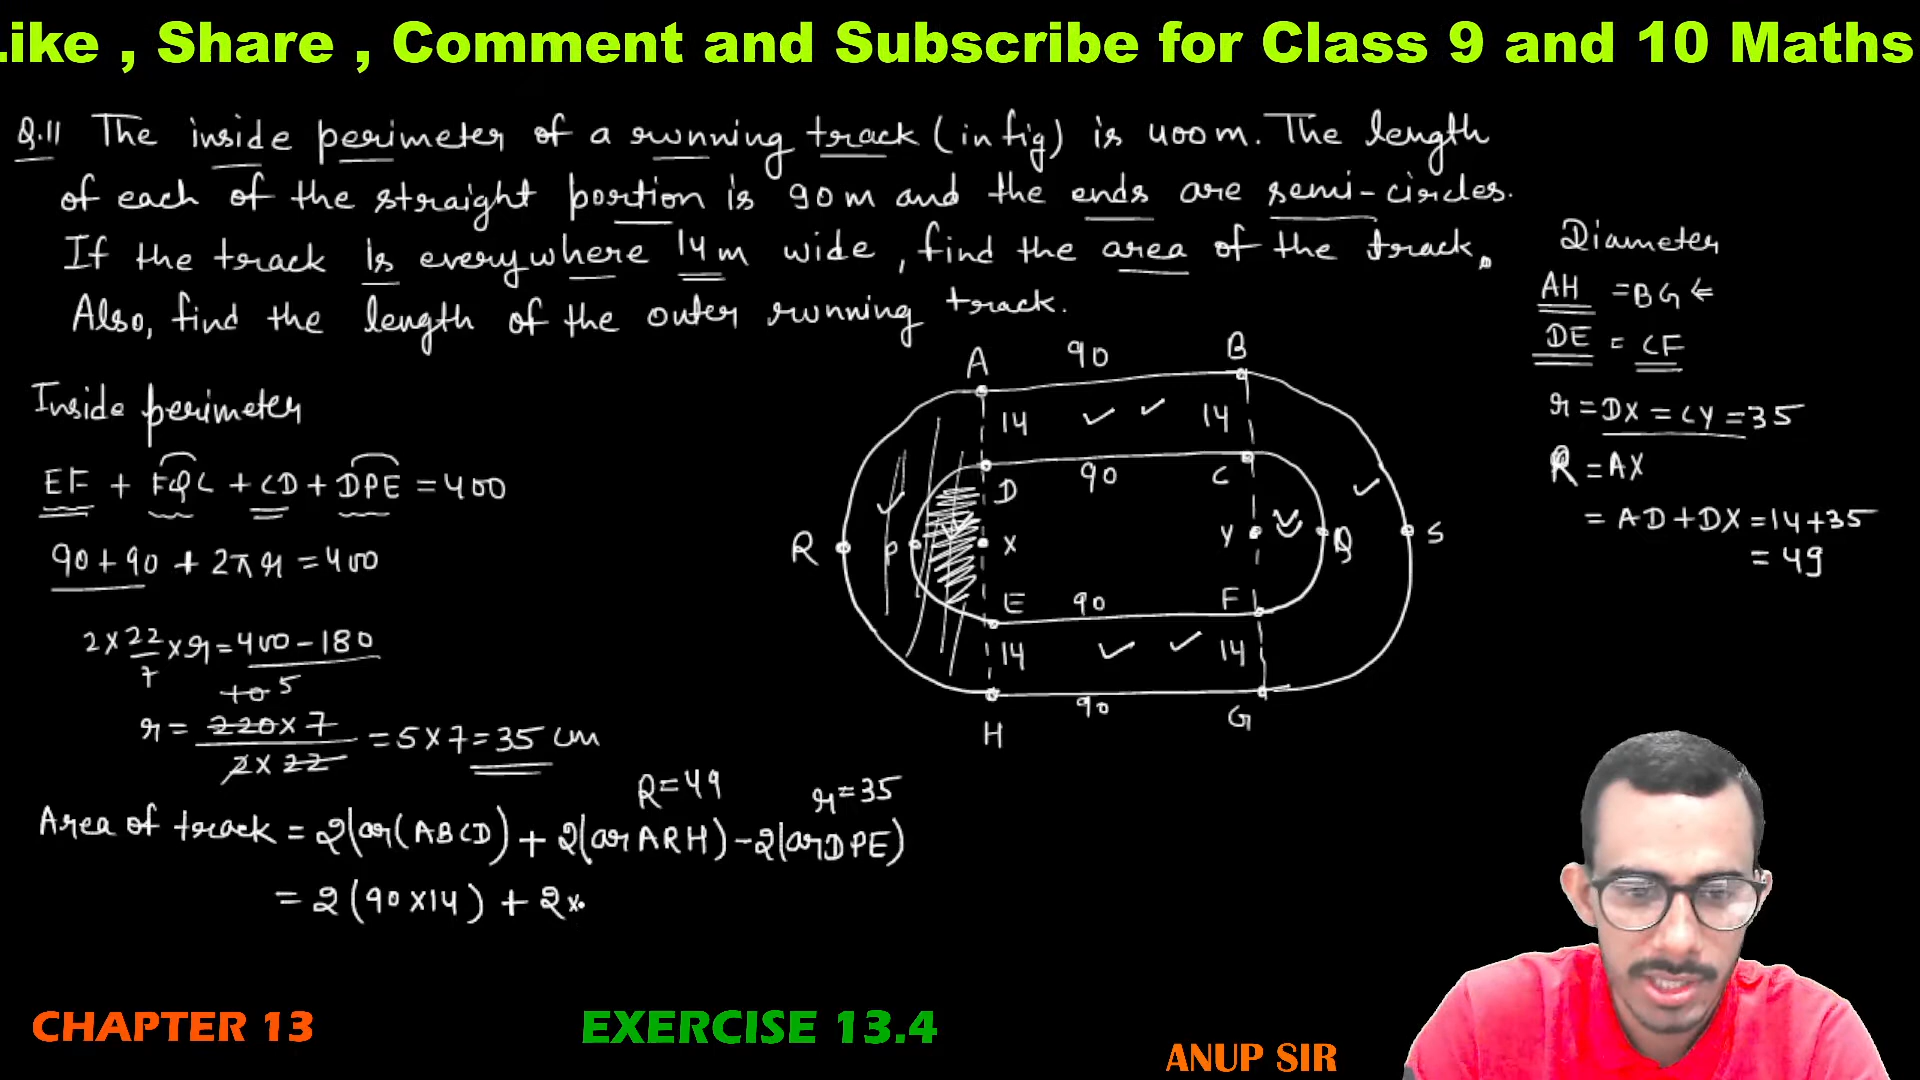 .ike , Share , Comment and Subscribe for Class 9 and 10 Maths
Q.11 The inside perimeter of a running track (in fig) is 400m. The length
of each of the straight portion is 90m and the ends are semi-circles.
If the track is everywhere 14m wide, find the area of the track.
Also, find the length of the outer running track.
Diameter
AH = BG ⇐
DE = CF
r = DX = CY = 35
R = AX
= AD + DX = 14+35
= 49
Inside perimeter
EF + FQC + CD + DPE = 400
90+90 + 2πr = 400
2 × 22/7 × r = 400 - 180
10 5
r = 220 × 7 / 2 × 22 = 5 × 7 = 35 cm
A 90 B
14 14
D 90 C
R P X Y Q S
E 90 F
14 14
H 90 G
R=49 r=35
Area of track = 2(ar(ABCD) + 2(ar ARH) - 2(ar DPE)
= 2(90×14) + 2×
CHAPTER 13
EXERCISE 13.4
ANUP SIR